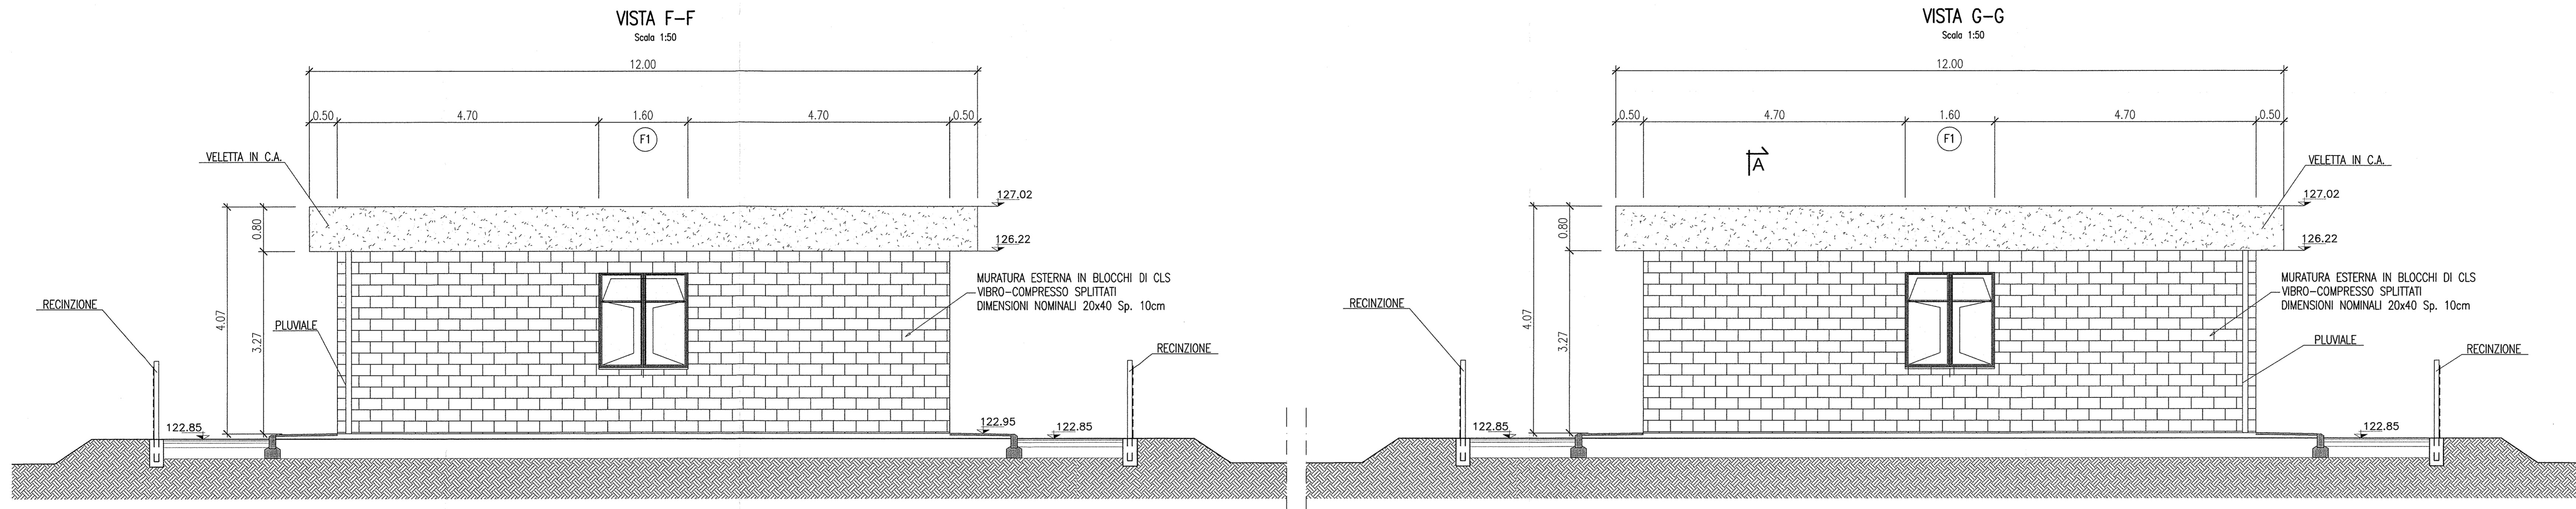 VISTA F-F
Scala 1:50
12.00
0.50 4.70 1.60 4.70 0.50
F1
VELETTA IN C.A.
127.02
0.80
126.22
MURATURA ESTERNA IN BLOCCHI DI CLS
VIBRO-COMPRESSO SPLITTATI
DIMENSIONI NOMINALI 20x40 Sp. 10cm
RECINZIONE
4.07
3.27
PLUVIALE
RECINZIONE
122.85
122.95
122.85
VISTA G-G
Scala 1:50
12.00
0.50 4.70 1.60 4.70 0.50
F1
A
VELETTA IN C.A.
127.02
0.80
126.22
MURATURA ESTERNA IN BLOCCHI DI CLS
VIBRO-COMPRESSO SPLITTATI
DIMENSIONI NOMINALI 20x40 Sp. 10cm
RECINZIONE
4.07
3.27
PLUVIALE
RECINZIONE
122.85
122.85